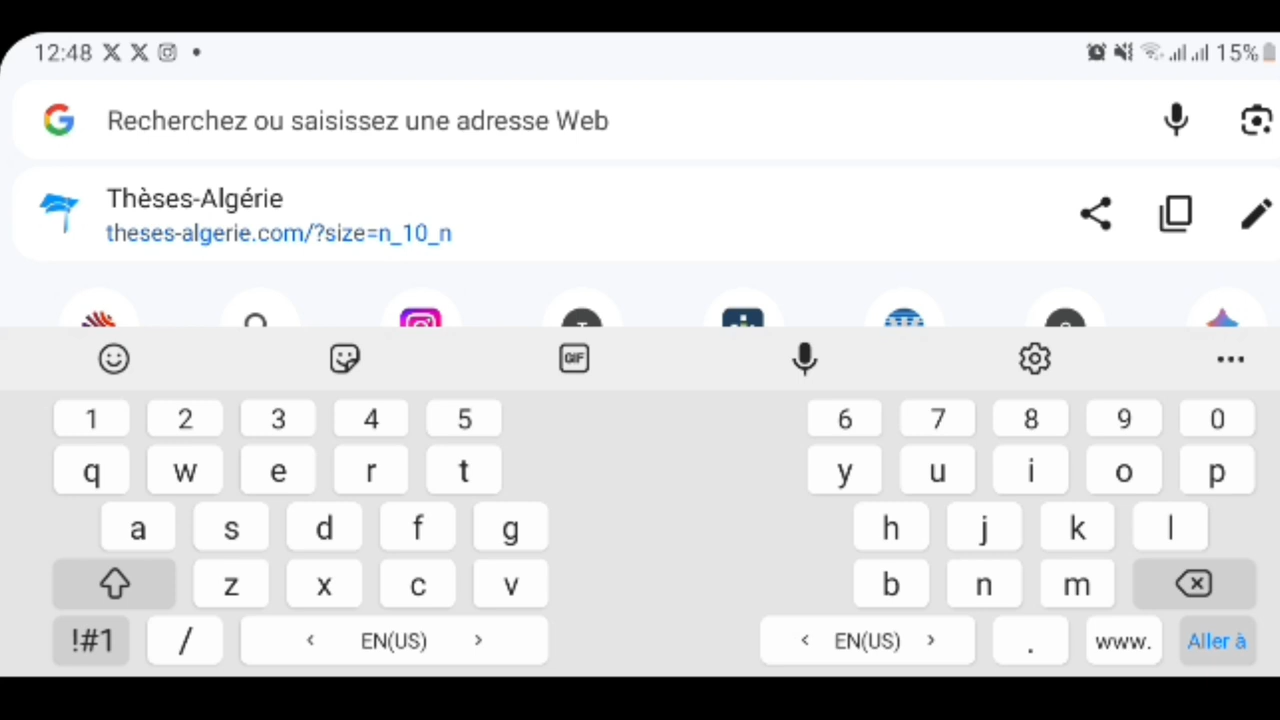 12:48 15%
Recherchez ou saisissez une adresse Web
Thèses-Algérie
theses-algerie.com/?size=n_10_n
GIF
1 2 3 4 5 6 7 8 9 0
q w e r t y u i o p
a s d f g h j k l
z x c v b n m
!#1 / < EN(US) > < EN(US) > . www. Aller à